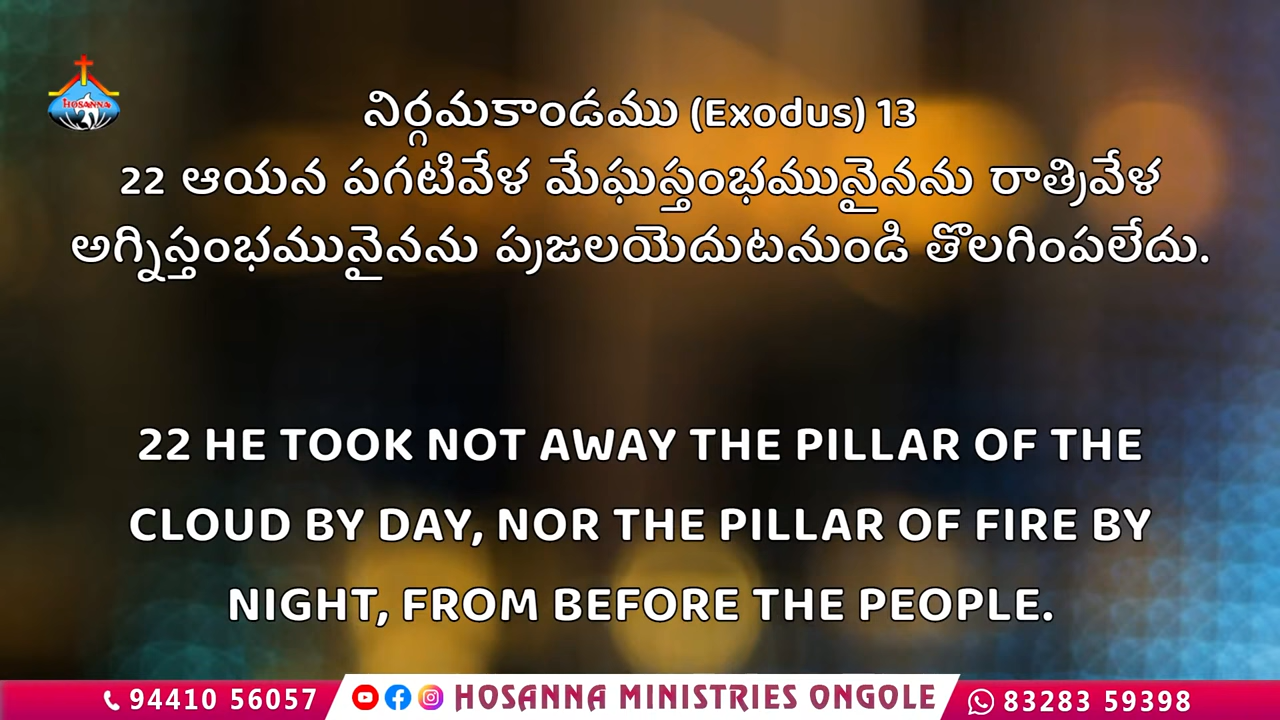 HOSANNA
నిర్గమకాండము (Exodus) 13
22 ఆయన పగటివేళ మేఘస్తంభమునైనను రాత్రివేళ
అగ్నిస్తంభమునైనను ప్రజలయెదుటనుండి తొలగింపలేదు.
22 HE TOOK NOT AWAY THE PILLAR OF THE
CLOUD BY DAY, NOR THE PILLAR OF FIRE BY
NIGHT, FROM BEFORE THE PEOPLE.
94410 56057 HOSANNA MINISTRIES ONGOLE 83283 59398